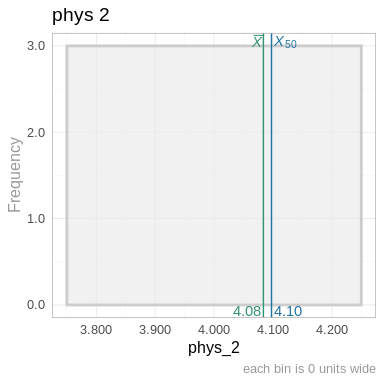 phys 2
X̅ X50
3.0
2.0
1.0
0.0
Frequency
4.08 4.10
3.800 3.900 4.000 4.100 4.200
phys_2
each bin is 0 units wide